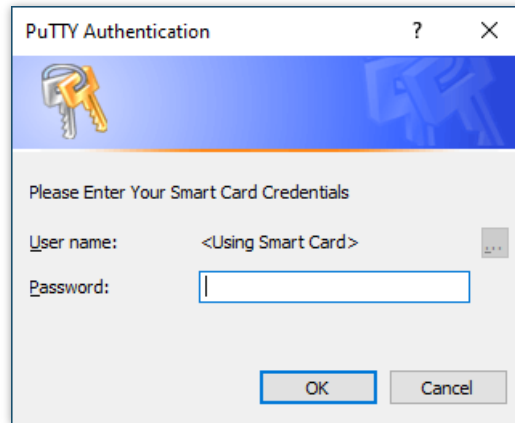 PuTTY Authentication ?
Please Enter Your Smart Card Credentials
User name: <Using Smart Card> ...
Password:
OK Cancel